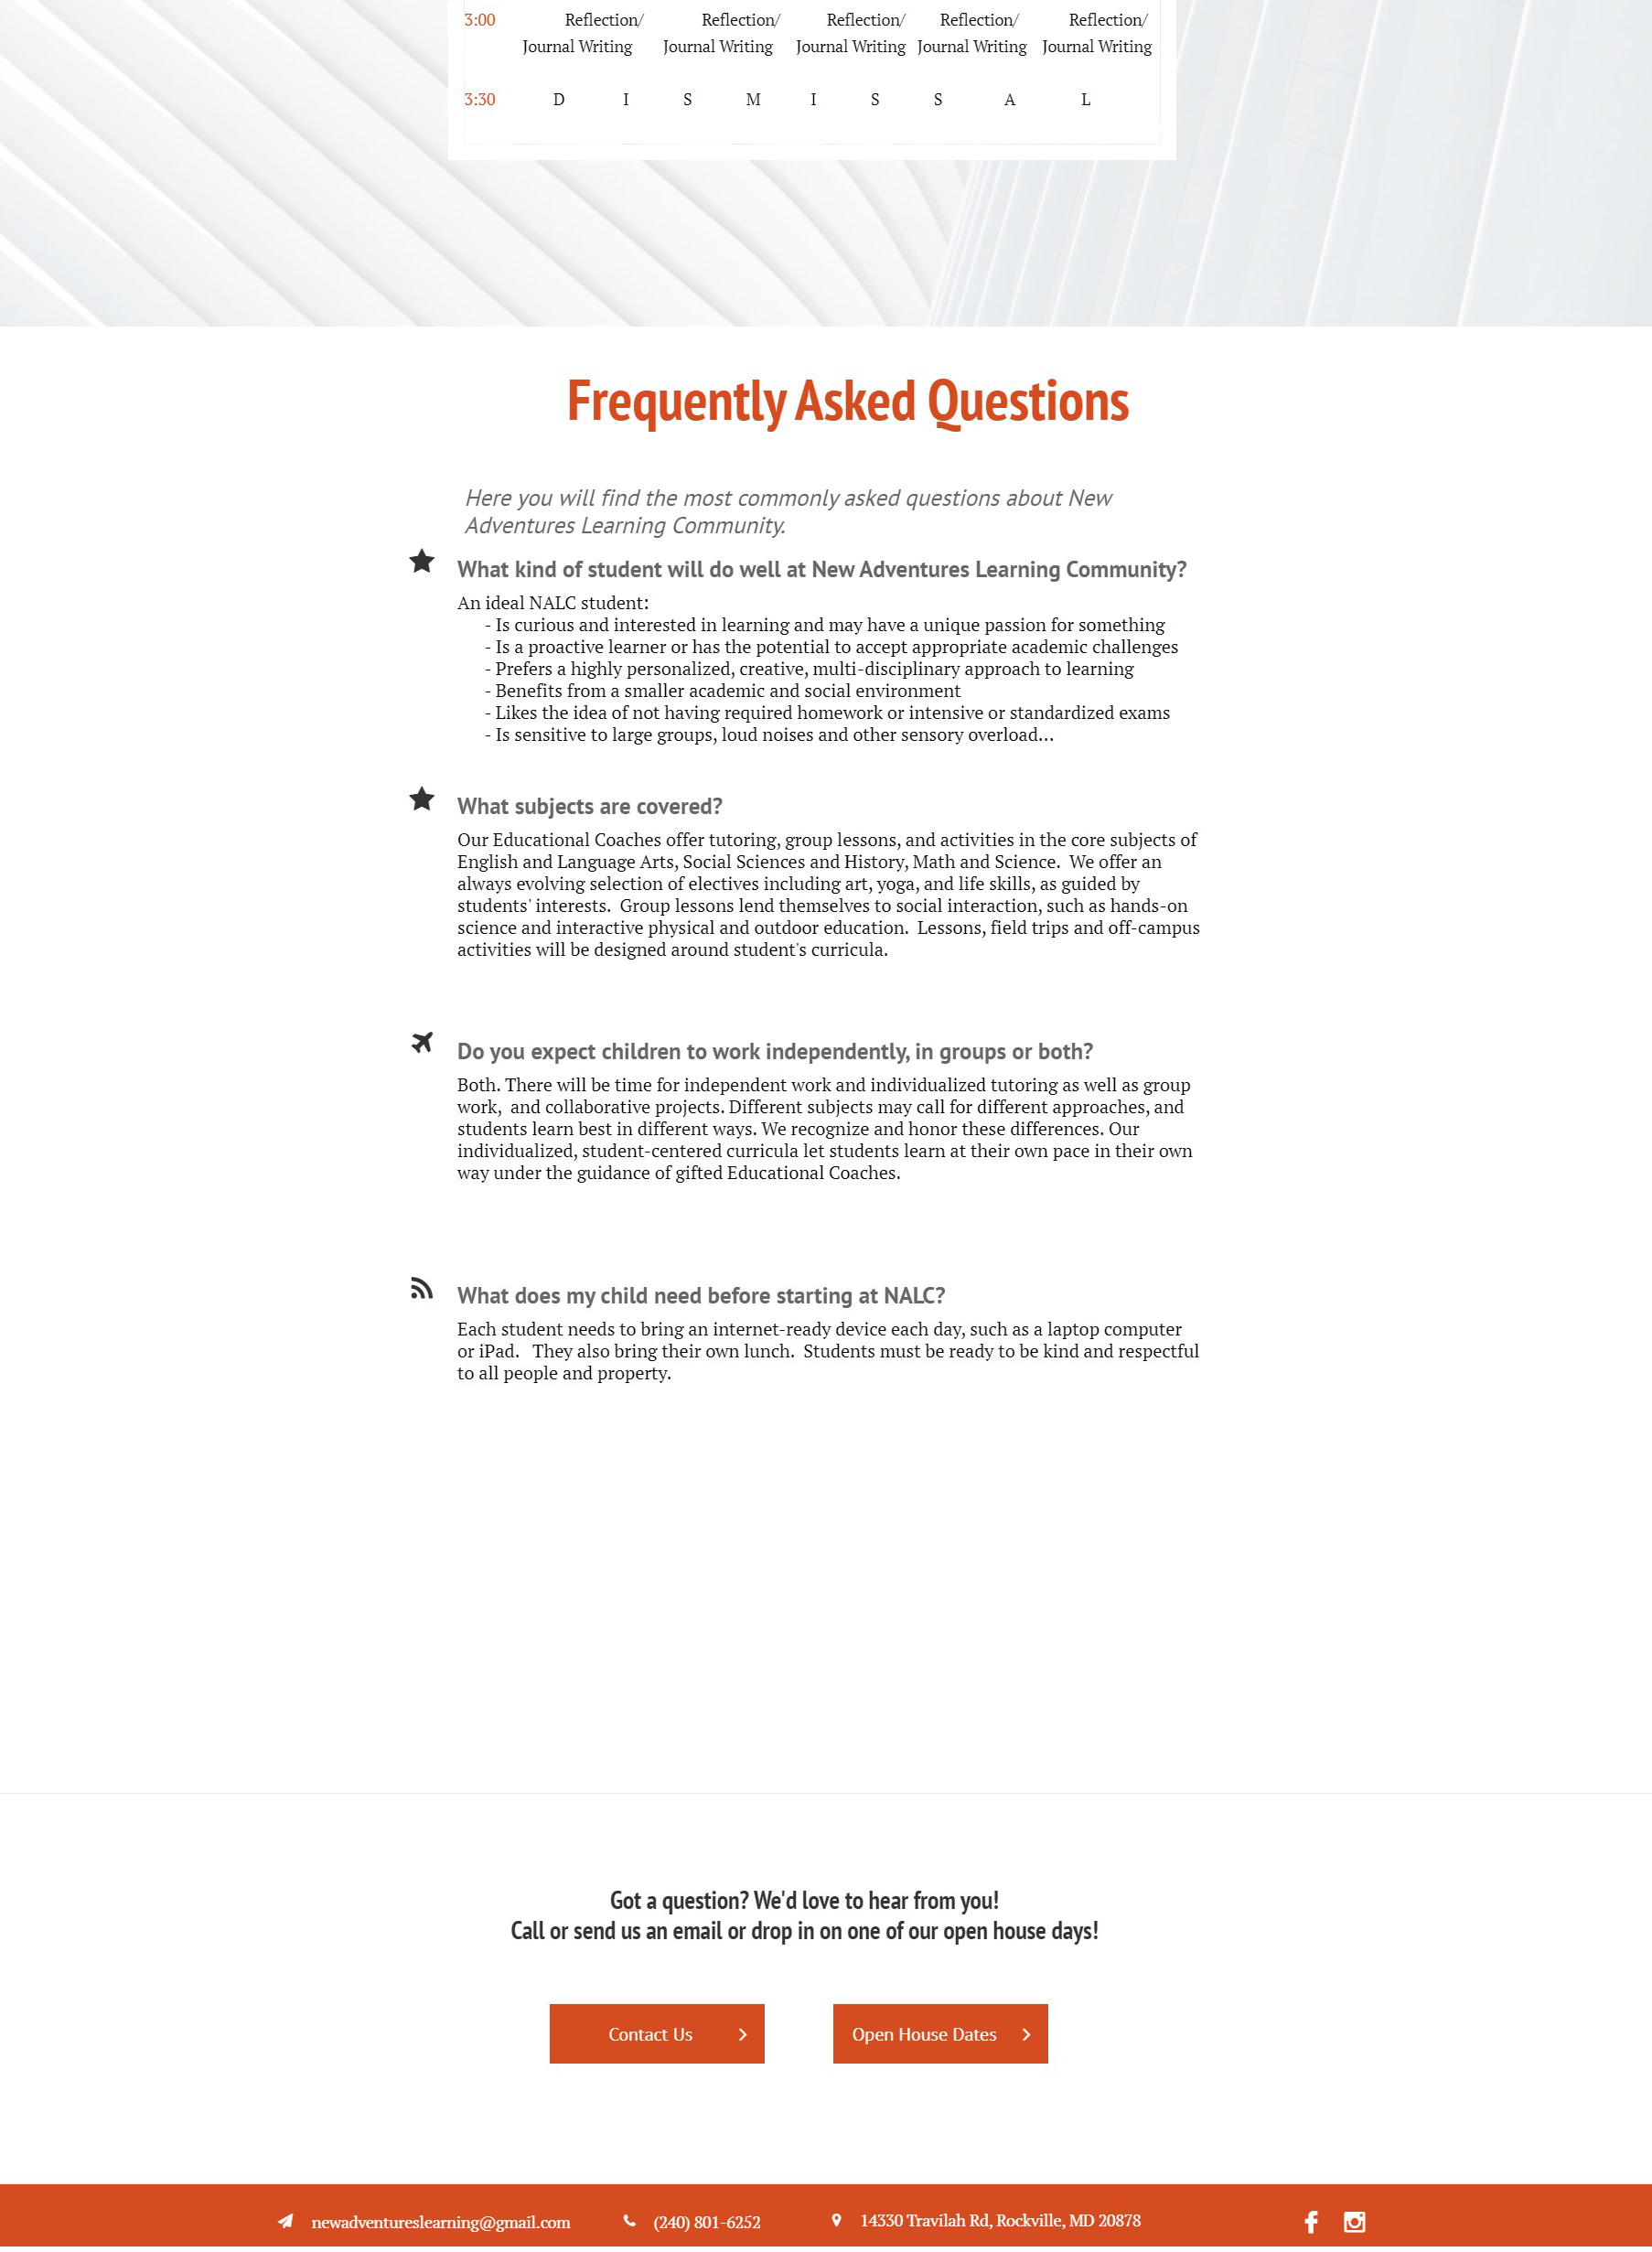 3:00 Reflection/ Reflection/ Reflection/ Reflection/ Reflection/
Journal Writing Journal Writing Journal Writing Journal Writing Journal Writing
3:30 D I S M I S S A L
Frequently Asked Questions
Here you will find the most commonly asked questions about New
Adventures Learning Community.
What kind of student will do well at New Adventures Learning Community?
An ideal NALC student:
- Is curious and interested in learning and may have a unique passion for something
- Is a proactive learner or has the potential to accept appropriate academic challenges
- Prefers a highly personalized, creative, multi-disciplinary approach to learning
- Benefits from a smaller academic and social environment
- Likes the idea of not having required homework or intensive or standardized exams
- Is sensitive to large groups, loud noises and other sensory overload...
What subjects are covered?
Our Educational Coaches offer tutoring, group lessons, and activities in the core subjects of
English and Language Arts, Social Sciences and History, Math and Science.  We offer an
always evolving selection of electives including art, yoga, and life skills, as guided by
students' interests.  Group lessons lend themselves to social interaction, such as hands-on
science and interactive physical and outdoor education.  Lessons, field trips and off-campus
activities will be designed around student's curricula.
Do you expect children to work independently, in groups or both?
Both. There will be time for independent work and individualized tutoring as well as group
work,  and collaborative projects. Different subjects may call for different approaches, and
students learn best in different ways. We recognize and honor these differences. Our
individualized, student-centered curricula let students learn at their own pace in their own
way under the guidance of gifted Educational Coaches.
What does my child need before starting at NALC?
Each student needs to bring an internet-ready device each day, such as a laptop computer
or iPad.   They also bring their own lunch.  Students must be ready to be kind and respectful
to all people and property.
Got a question? We'd love to hear from you!
Call or send us an email or drop in on one of our open house days!
Contact Us
Open House Dates
newadventureslearning@gmail.com
(240) 801-6252
14330 Travilah Rd, Rockville, MD 20878